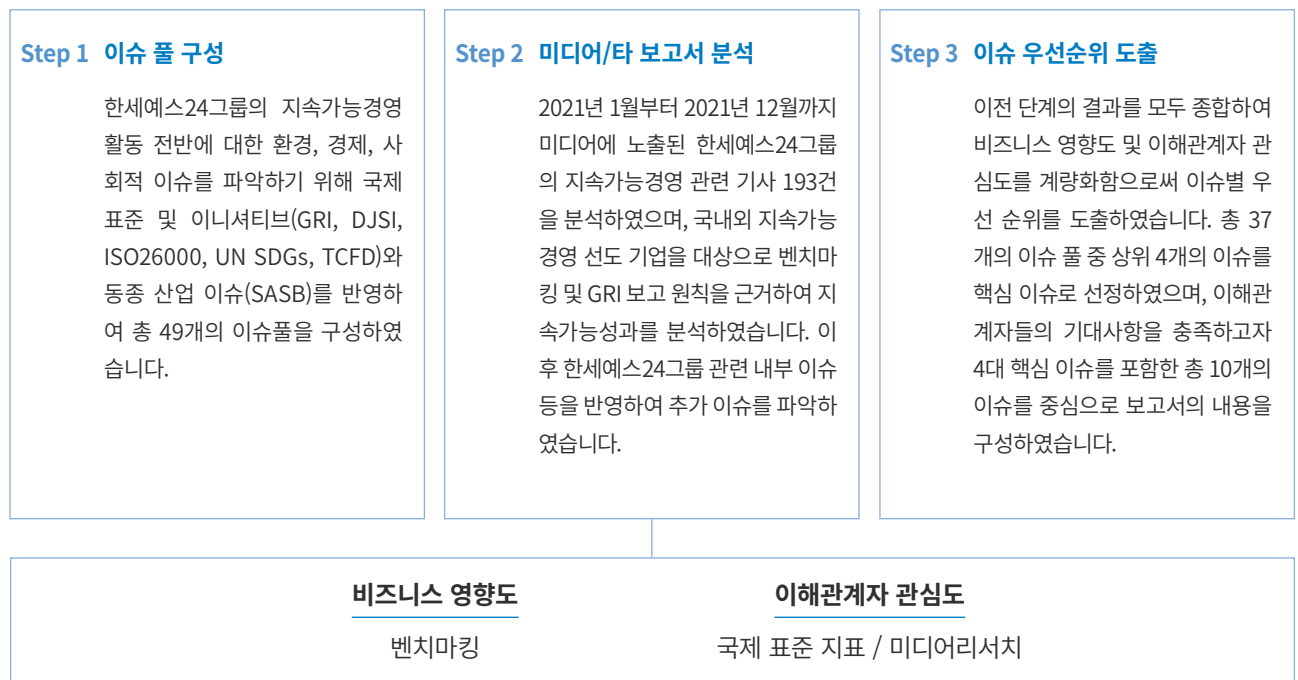 Step 1 이슈 풀 구성
한세예스24그룹의 지속가능경영
활동 전반에 대한 환경, 경제, 사
회적 이슈를 파악하기 위해 국제
표준 및 이니셔티브(GRI, DJSI,
ISO26000, UN SDGs, TCFD)와
동종 산업 이슈(SASB)를 반영하
여 총 49개의 이슈풀을 구성하였
습니다.
Step 2 미디어/타 보고서 분석
2021년 1월부터 2021년 12월까지
미디어에 노출된 한세예스24그룹
의 지속가능경영 관련 기사 193건
을 분석하였으며, 국내외 지속가능
경영 선도 기업을 대상으로 벤치마
킹 및 GRI 보고 원칙을 근거하여 지
속가능성과를 분석하였습니다. 이
후 한세예스24그룹 관련 내부 이슈
등을 반영하여 추가 이슈를 파악하
였습니다.
Step 3 이슈 우선순위 도출
이전 단계의 결과를 모두 종합하여
비즈니스 영향도 및 이해관계자 관
심도를 계량화함으로써 이슈별 우
선 순위를 도출하였습니다. 총 37
개의 이슈 풀 중 상위 4개의 이슈를
핵심 이슈로 선정하였으며, 이해관
계자들의 기대사항을 충족하고자
4대 핵심 이슈를 포함한 총 10개의
이슈를 중심으로 보고서의 내용을
구성하였습니다.
비즈니스 영향도
벤치마킹
이해관계자 관심도
국제 표준 지표 / 미디어리서치